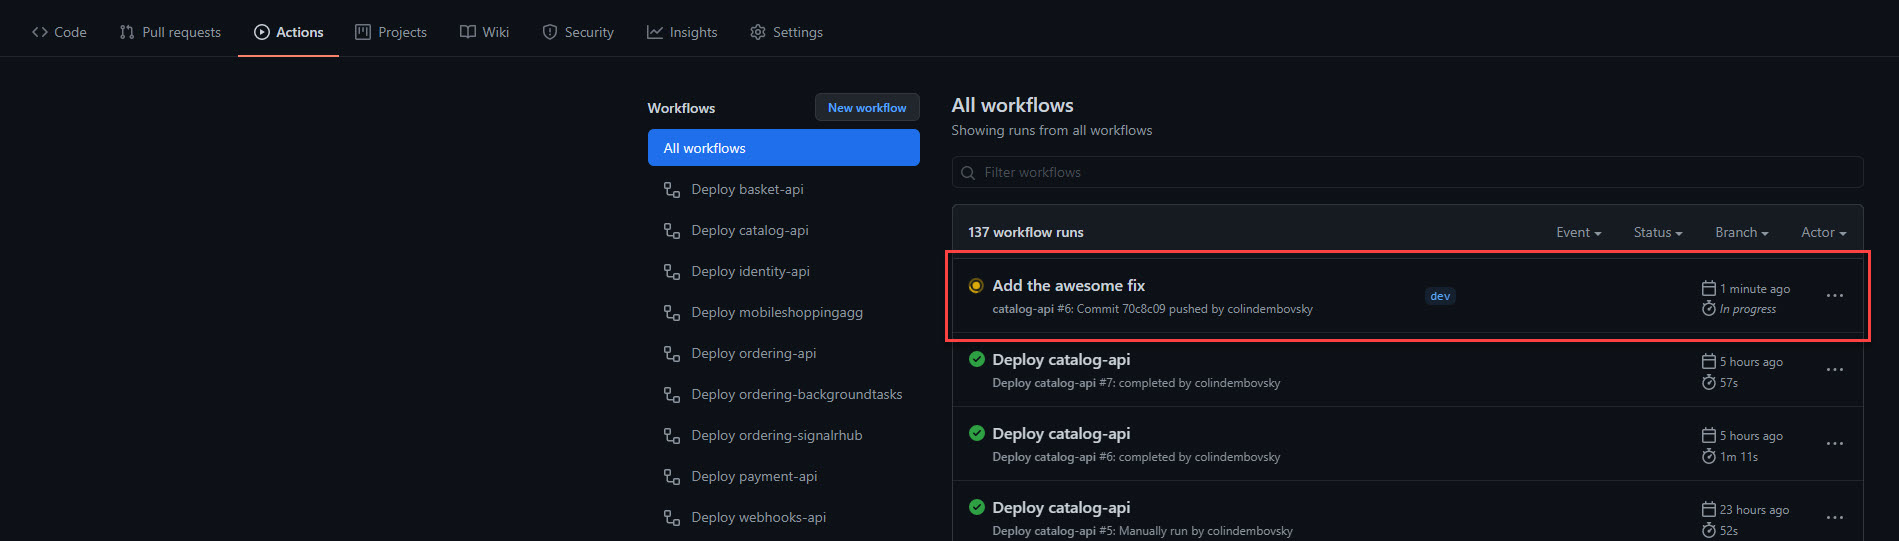 Code Pull requests Actions Projects Wiki Security Insights Settings
Workflows New workflow
All workflows
Deploy basket-api
Deploy catalog-api
Deploy identity-api
Deploy mobileshoppingagg
Deploy ordering-api
Deploy ordering-backgroundtasks
Deploy ordering-signalrhub
Deploy payment-api
Deploy webhooks-api
All workflows
Showing runs from all workflows
Filter workflows
137 workflow runs Event Status Branch Actor
Add the awesome fix
catalog-api #6: Commit 70c8c09 pushed by colindembovsky
dev
1 minute ago
In progress
Deploy catalog-api
Deploy catalog-api #7: completed by colindembovsky
5 hours ago
57s
Deploy catalog-api
Deploy catalog-api #6: completed by colindembovsky
5 hours ago
1m 11s
Deploy catalog-api
Deploy catalog-api #5: Manually run by colindembovsky
23 hours ago
52s